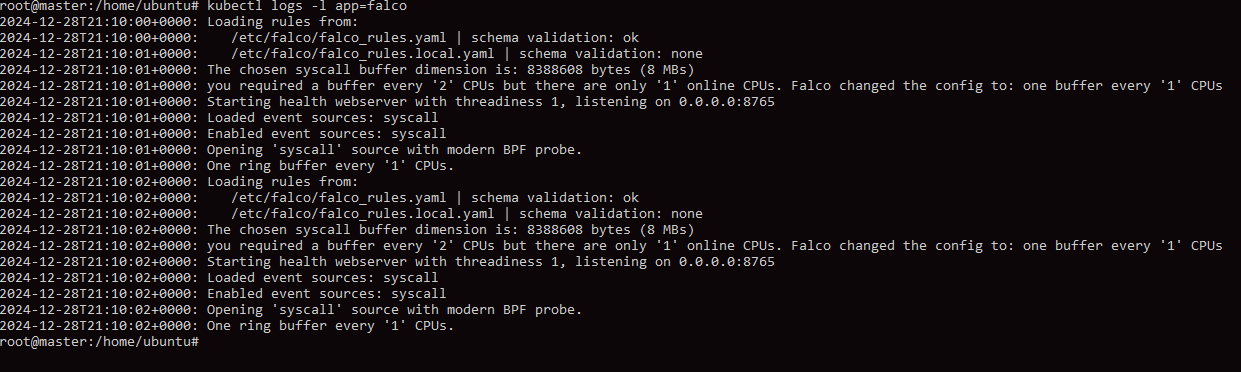 root@master:/home/ubuntu# kubectl logs -l app=falco
2024-12-28T21:10:00+0000: Loading rules from:
2024-12-28T21:10:00+0000:    /etc/falco/falco_rules.yaml | schema validation: ok
2024-12-28T21:10:01+0000:    /etc/falco/falco_rules.local.yaml | schema validation: none
2024-12-28T21:10:01+0000: The chosen syscall buffer dimension is: 8388608 bytes (8 MBs)
2024-12-28T21:10:01+0000: you required a buffer every '2' CPUs but there are only '1' online CPUs. Falco changed the config to: one buffer every '1' CPUs
2024-12-28T21:10:01+0000: Starting health webserver with threadiness 1, listening on 0.0.0.0:8765
2024-12-28T21:10:01+0000: Loaded event sources: syscall
2024-12-28T21:10:01+0000: Enabled event sources: syscall
2024-12-28T21:10:01+0000: Opening 'syscall' source with modern BPF probe.
2024-12-28T21:10:01+0000: One ring buffer every '1' CPUs.
2024-12-28T21:10:02+0000: Loading rules from:
2024-12-28T21:10:02+0000:    /etc/falco/falco_rules.yaml | schema validation: ok
2024-12-28T21:10:02+0000:    /etc/falco/falco_rules.local.yaml | schema validation: none
2024-12-28T21:10:02+0000: The chosen syscall buffer dimension is: 8388608 bytes (8 MBs)
2024-12-28T21:10:02+0000: you required a buffer every '2' CPUs but there are only '1' online CPUs. Falco changed the config to: one buffer every '1' CPUs
2024-12-28T21:10:02+0000: Starting health webserver with threadiness 1, listening on 0.0.0.0:8765
2024-12-28T21:10:02+0000: Loaded event sources: syscall
2024-12-28T21:10:02+0000: Enabled event sources: syscall
2024-12-28T21:10:02+0000: Opening 'syscall' source with modern BPF probe.
2024-12-28T21:10:02+0000: One ring buffer every '1' CPUs.
root@master:/home/ubuntu#